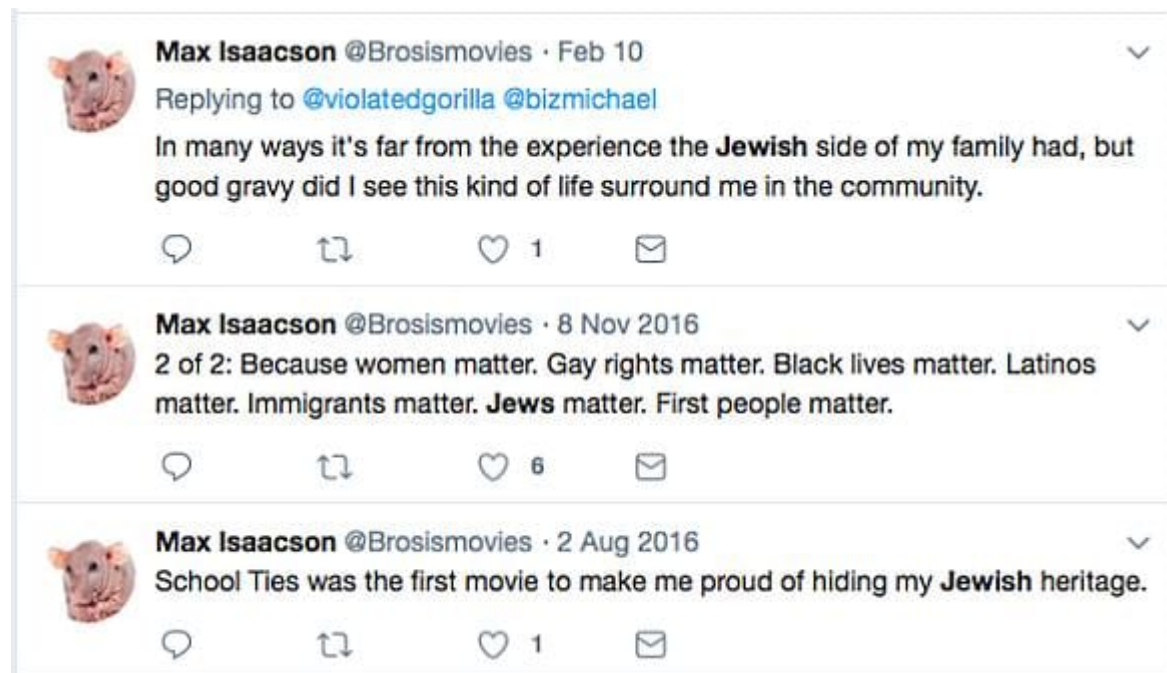 Max Isaacson @Brosismovies · Feb 10
Replying to @violatedgorilla @bizmichael
In many ways it's far from the experience the Jewish side of my family had, but
good gravy did I see this kind of life surround me in the community.
1
Max Isaacson @Brosismovies · 8 Nov 2016
2 of 2: Because women matter. Gay rights matter. Black lives matter. Latinos
matter. Immigrants matter. Jews matter. First people matter.
6
Max Isaacson @Brosismovies · 2 Aug 2016
School Ties was the first movie to make me proud of hiding my Jewish heritage.
1